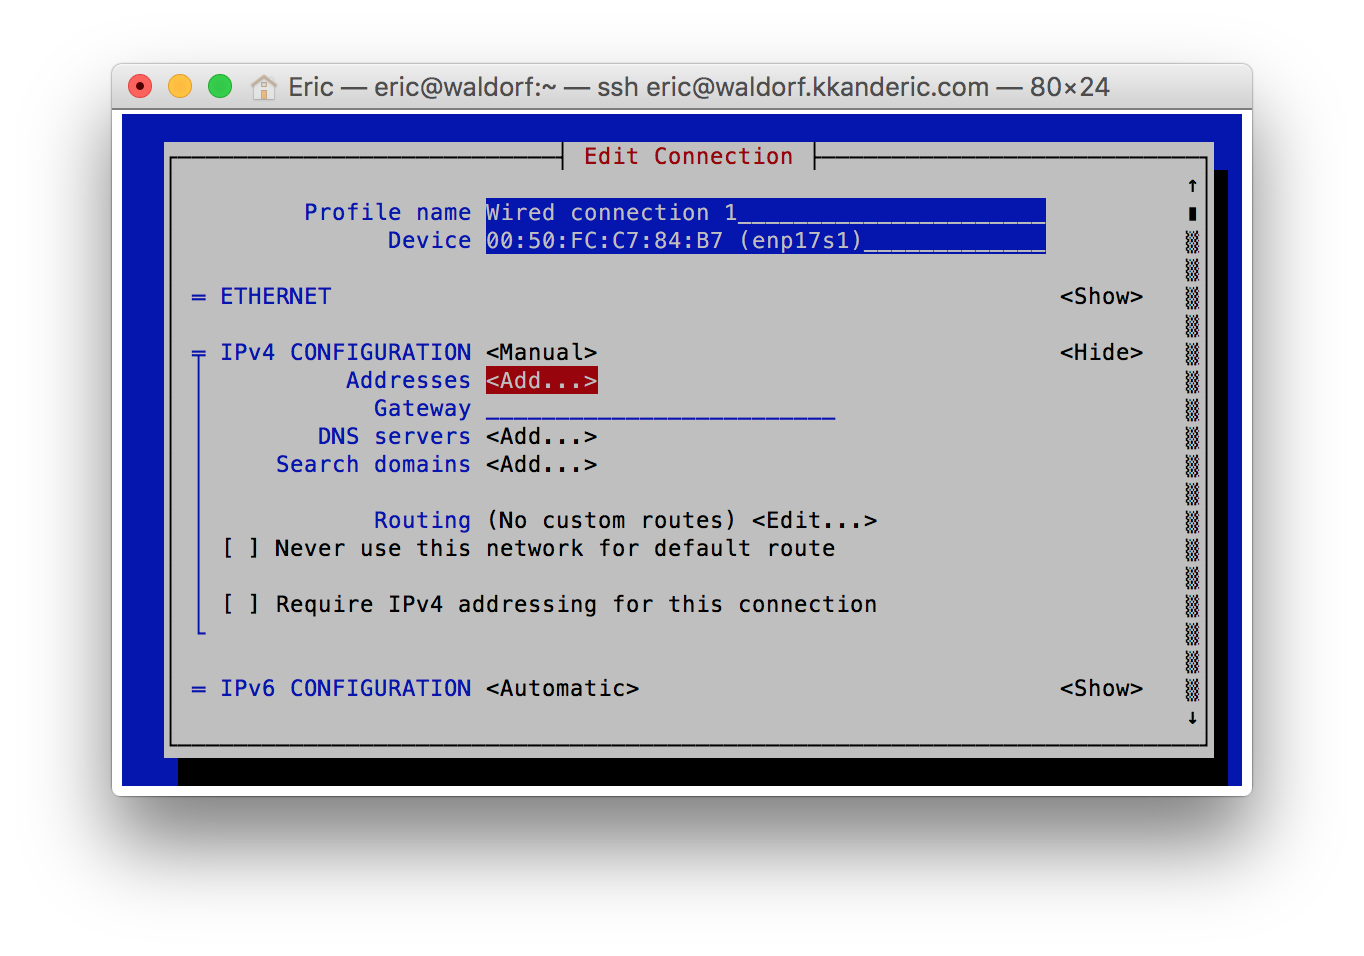 Eric — eric@waldorf:~ — ssh eric@waldorf.kkanderic.com — 80×24
Edit Connection
Profile name Wired connection 1______________________
Device 00:50:FC:C7:84:B7 (enp17s1)_____________
═ ETHERNET <Show>
╤ IPv4 CONFIGURATION <Manual> <Hide>
Addresses <Add...>
Gateway _________________________
DNS servers <Add...>
Search domains <Add...>
Routing (No custom routes) <Edit...>
[ ] Never use this network for default route
[ ] Require IPv4 addressing for this connection
═ IPv6 CONFIGURATION <Automatic> <Show>